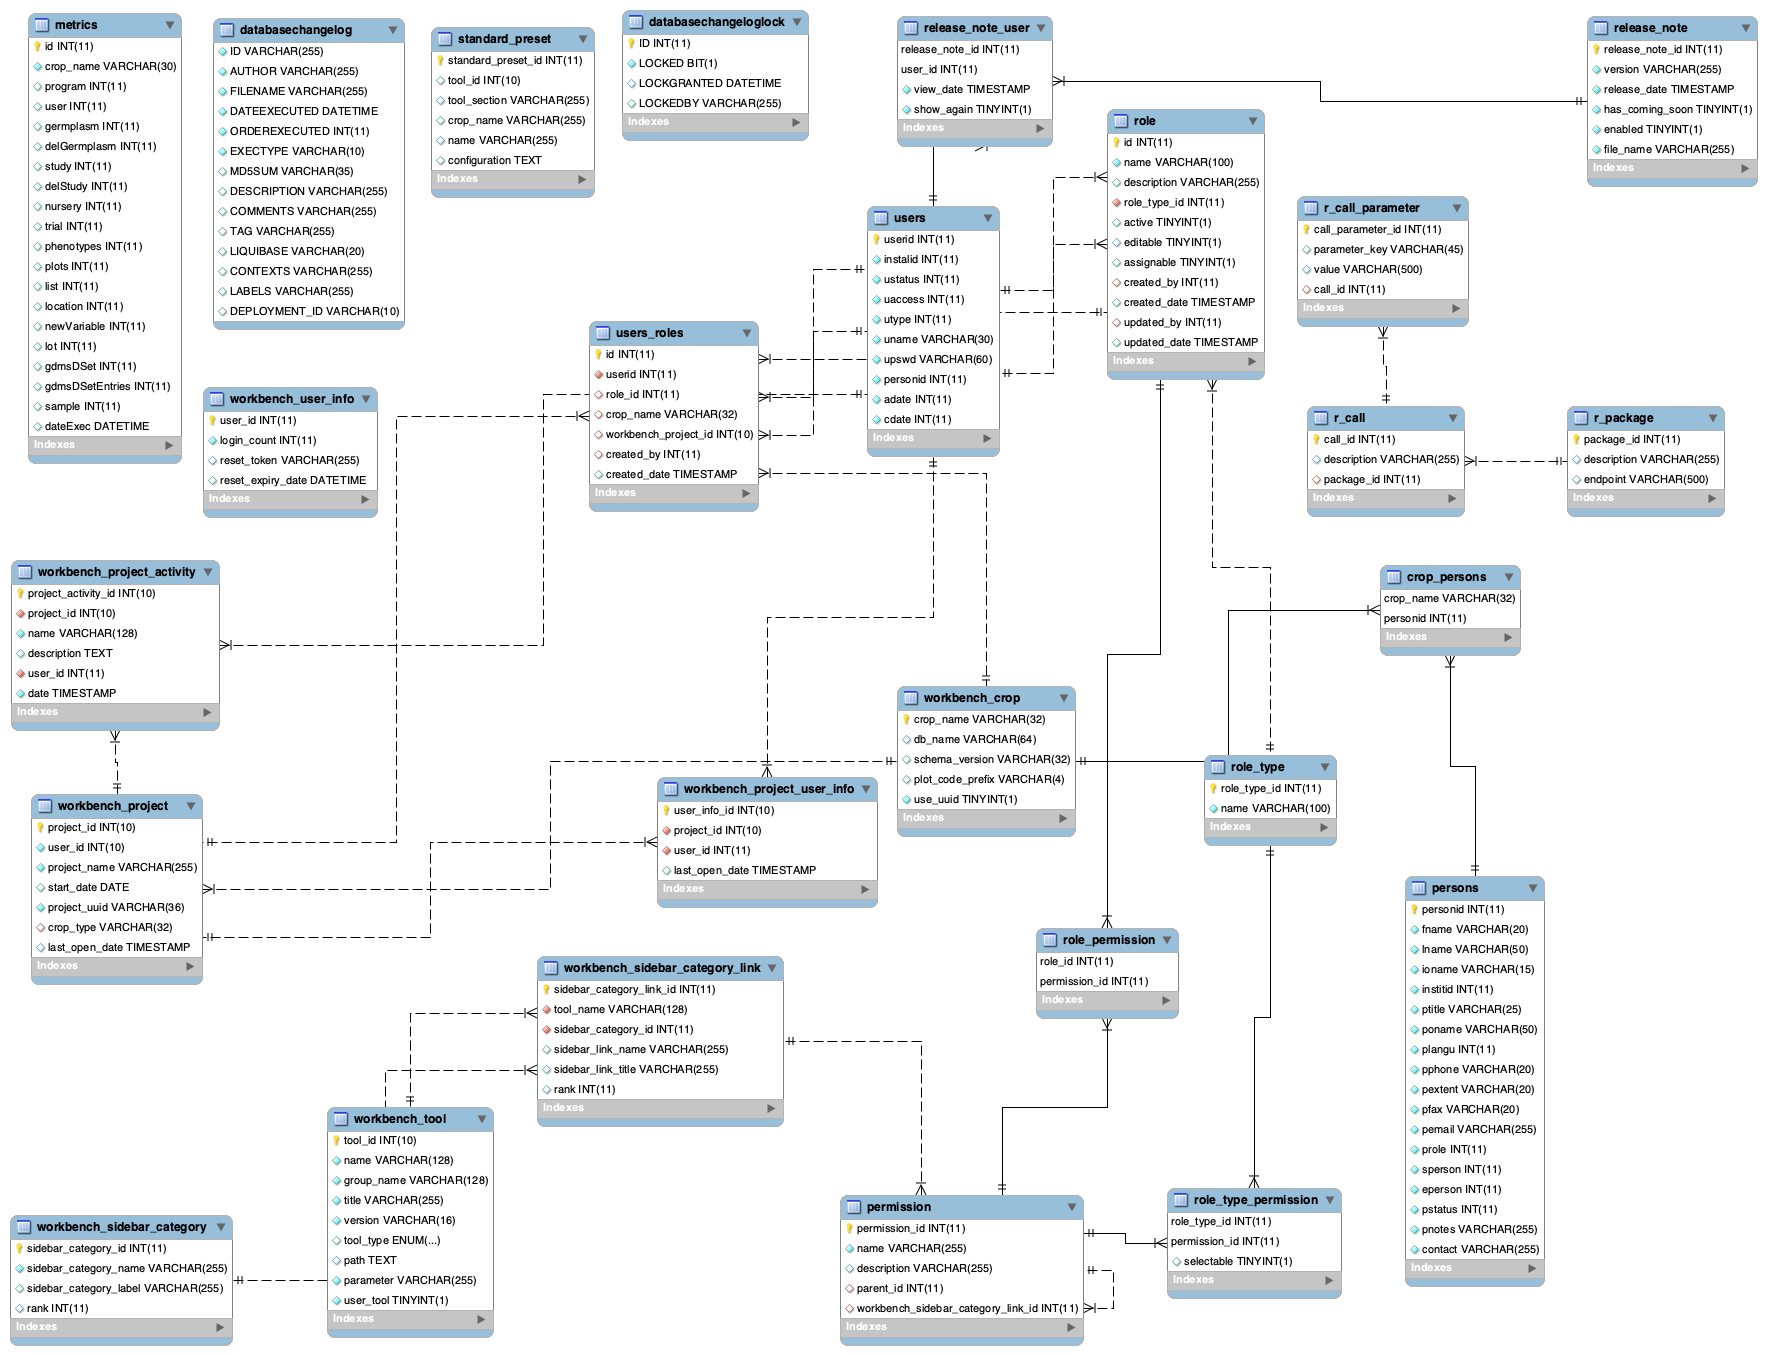 metrics
id INT(11)
crop_name VARCHAR(30)
program INT(11)
user INT(11)
germplasm INT(11)
delGermplasm INT(11)
study INT(11)
delStudy INT(11)
nursery INT(11)
trial INT(11)
phenotypes INT(11)
plots INT(11)
list INT(11)
location INT(11)
newVariable INT(11)
lot INT(11)
gdmsDSet INT(11)
gdmsDSetEntries INT(11)
sample INT(11)
dateExec DATETIME
Indexes
databasechangelog
ID VARCHAR(255)
AUTHOR VARCHAR(255)
FILENAME VARCHAR(255)
DATEEXECUTED DATETIME
ORDEREXECUTED INT(11)
EXECTYPE VARCHAR(10)
MD5SUM VARCHAR(35)
DESCRIPTION VARCHAR(255)
COMMENTS VARCHAR(255)
TAG VARCHAR(255)
LIQUIBASE VARCHAR(20)
CONTEXTS VARCHAR(255)
LABELS VARCHAR(255)
DEPLOYMENT_ID VARCHAR(10)
standard_preset
standard_preset_id INT(11)
tool_id INT(10)
tool_section VARCHAR(255)
crop_name VARCHAR(255)
name VARCHAR(255)
configuration TEXT
Indexes
databasechangeloglock
ID INT(11)
LOCKED BIT(1)
LOCKGRANTED DATETIME
LOCKEDBY VARCHAR(255)
Indexes
release_note_user
release_note_id INT(11)
user_id INT(11)
view_date TIMESTAMP
show_again TINYINT(1)
Indexes
release_note
release_note_id INT(11)
version VARCHAR(255)
release_date TIMESTAMP
has_coming_soon TINYINT(1)
enabled TINYINT(1)
file_name VARCHAR(255)
Indexes
role
id INT(11)
name VARCHAR(100)
description VARCHAR(255)
role_type_id INT(11)
active TINYINT(1)
editable TINYINT(1)
assignable TINYINT(1)
created_by INT(11)
created_date TIMESTAMP
updated_by INT(11)
updated_date TIMESTAMP
Indexes
users
userid INT(11)
instalid INT(11)
ustatus INT(11)
uaccess INT(11)
utype INT(11)
uname VARCHAR(30)
upswd VARCHAR(60)
personid INT(11)
adate INT(11)
cdate INT(11)
Indexes
r_call_parameter
call_parameter_id INT(11)
parameter_key VARCHAR(45)
value VARCHAR(500)
call_id INT(11)
Indexes
users_roles
id INT(11)
userid INT(11)
role_id INT(11)
crop_name VARCHAR(32)
workbench_project_id INT(10)
created_by INT(11)
created_date TIMESTAMP
Indexes
workbench_user_info
user_id INT(11)
login_count INT(11)
reset_token VARCHAR(255)
reset_expiry_date DATETIME
Indexes
r_call
call_id INT(11)
description VARCHAR(255)
package_id INT(11)
Indexes
r_package
package_id INT(11)
description VARCHAR(255)
endpoint VARCHAR(500)
Indexes
workbench_project_activity
project_activity_id INT(10)
project_id INT(10)
name VARCHAR(128)
description TEXT
user_id INT(11)
date TIMESTAMP
Indexes
crop_persons
crop_name VARCHAR(32)
personid INT(11)
Indexes
workbench_crop
crop_name VARCHAR(32)
db_name VARCHAR(64)
schema_version VARCHAR(32)
plot_code_prefix VARCHAR(4)
use_uuid TINYINT(1)
Indexes
role_type
role_type_id INT(11)
name VARCHAR(100)
Indexes
workbench_project_user_info
user_info_id INT(10)
project_id INT(10)
user_id INT(11)
last_open_date TIMESTAMP
Indexes
workbench_project
project_id INT(10)
user_id INT(10)
project_name VARCHAR(255)
start_date DATE
project_uuid VARCHAR(36)
crop_type VARCHAR(32)
last_open_date TIMESTAMP
Indexes
persons
personid INT(11)
fname VARCHAR(20)
lname VARCHAR(50)
ioname VARCHAR(15)
institid INT(11)
ptitle VARCHAR(25)
poname VARCHAR(50)
plangu INT(11)
pphone VARCHAR(20)
pextent VARCHAR(20)
pfax VARCHAR(20)
pemail VARCHAR(255)
prole INT(11)
sperson INT(11)
eperson INT(11)
pstatus INT(11)
pnotes VARCHAR(255)
contact VARCHAR(255)
Indexes
role_permission
role_id INT(11)
permission_id INT(11)
Indexes
workbench_sidebar_category_link
sidebar_category_link_id INT(11)
tool_name VARCHAR(128)
sidebar_category_id INT(11)
sidebar_link_name VARCHAR(255)
sidebar_link_title VARCHAR(255)
rank INT(11)
Indexes
workbench_tool
tool_id INT(10)
name VARCHAR(128)
group_name VARCHAR(128)
title VARCHAR(255)
version VARCHAR(16)
tool_type ENUM(...)
path TEXT
parameter VARCHAR(255)
user_tool TINYINT(1)
Indexes
workbench_sidebar_category
sidebar_category_id INT(11)
sidebar_category_name VARCHAR(255)
sidebar_category_label VARCHAR(255)
rank INT(11)
Indexes
permission
permission_id INT(11)
name VARCHAR(255)
description VARCHAR(255)
parent_id INT(11)
workbench_sidebar_category_link_id INT(11)
Indexes
role_type_permission
role_type_id INT(11)
permission_id INT(11)
selectable TINYINT(1)
Indexes